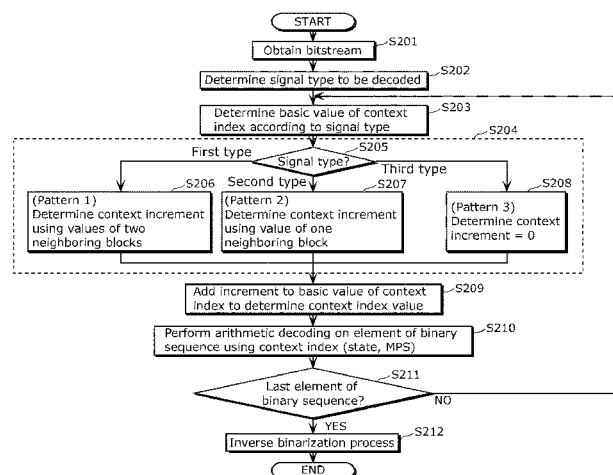 START
S201
Obtain bitstream
S202
Determine signal type to be decoded
S203
Determine basic value of context
index according to signal type
S204
S205
Signal type?
First type
Second type
Third type
S206
(Pattern 1)
Determine context increment
using values of two
neighboring blocks
S207
(Pattern 2)
Determine context increment
using value of one
neighboring block
S208
(Pattern 3)
Determine context
increment = 0
S209
Add increment to basic value of context
index to determine context index value
S210
Perform arithmetic decoding on element of binary
sequence using context index (state, MPS)
S211
Last element of
binary sequence?
NO
YES
S212
Inverse binarization process
END